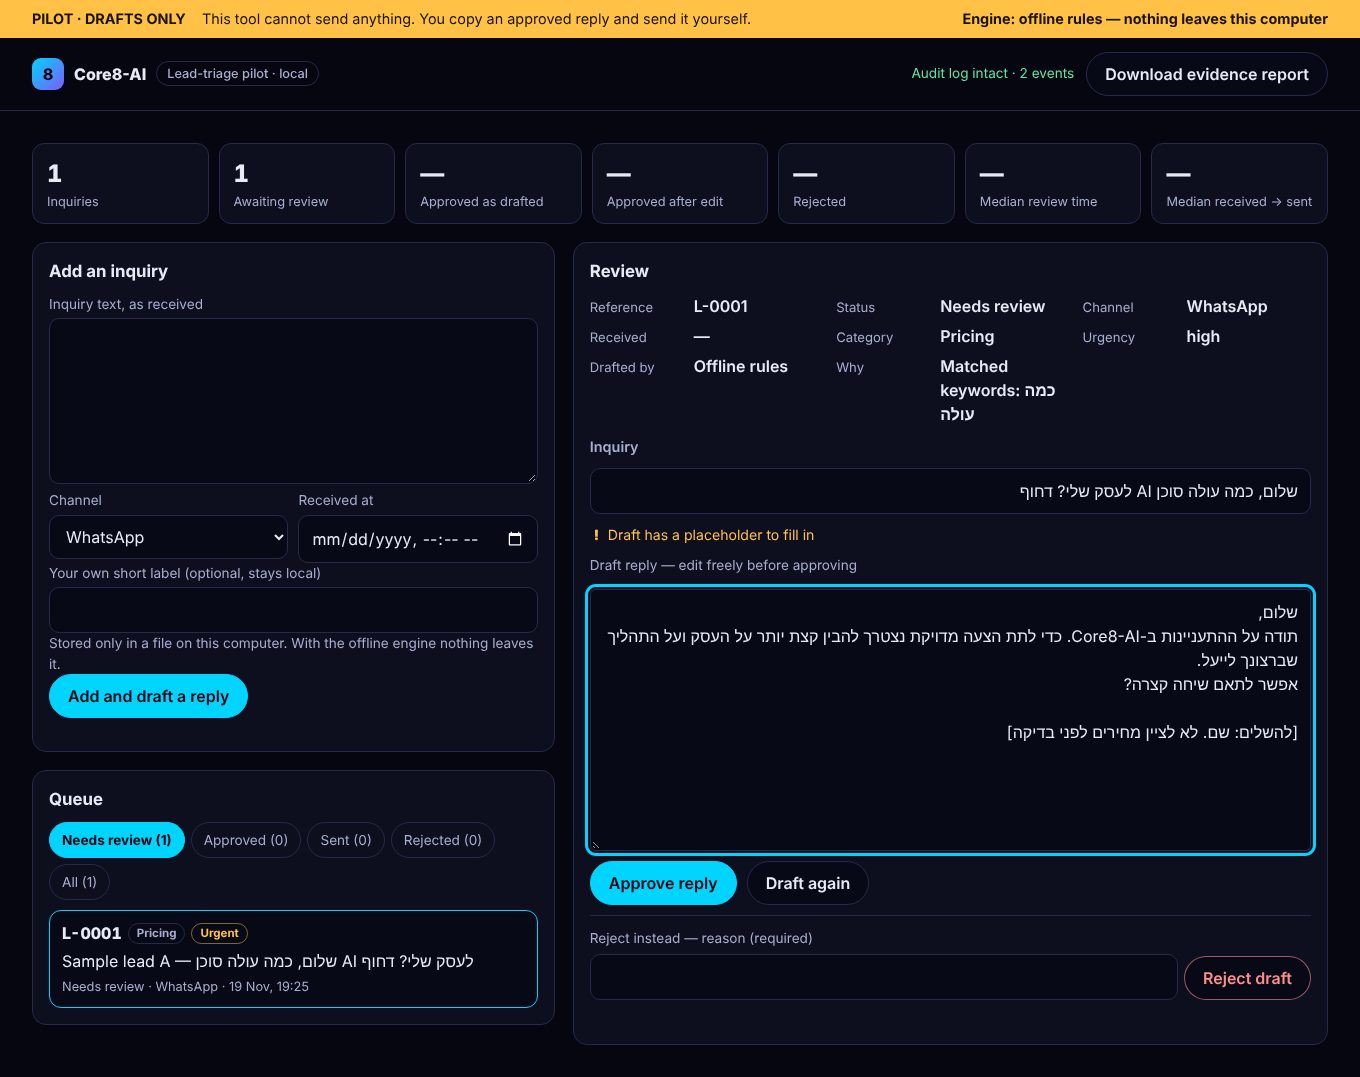 PILOT · DRAFTS ONLY This tool cannot send anything. You copy an approved reply and send it yourself. Engine: offline rules — nothing leaves this computer
8 Core8-AI Lead-triage pilot · local Audit log intact · 2 events Download evidence report
1
Inquiries
1
Awaiting review
—
Approved as drafted
—
Approved after edit
—
Rejected
—
Median review time
—
Median received → sent
Add an inquiry
Inquiry text, as received
Channel Received at
WhatsApp mm/dd/yyyy, --:-- --
Your own short label (optional, stays local)
Stored only in a file on this computer. With the offline engine nothing leaves
it.
Add and draft a reply
Queue
Needs review (1) Approved (0) Sent (0) Rejected (0)
All (1)
L-0001 Pricing Urgent
Sample lead A — שלום, כמה עולה סוכן AI לעסק שלי? דחוף
Needs review · WhatsApp · 19 Nov, 19:25
Review
Reference L-0001 Status Needs review Channel WhatsApp
Received — Category Pricing Urgency high
Drafted by Offline rules Why Matched
keywords: כמה
עולה
Inquiry
שלום, כמה עולה סוכן AI לעסק שלי? דחוף
! Draft has a placeholder to fill in
Draft reply — edit freely before approving
שלום,
תודה על ההתעניינות ב-Core8-AI. כדי לתת הצעה מדויקת נצטרך להבין קצת יותר על העסק ועל התהליך
שברצונך לייעל.
אפשר לתאם שיחה קצרה?
[להשלים: שם. לא לציין מחירים לפני בדיקה]
Approve reply Draft again
Reject instead — reason (required)
Reject draft